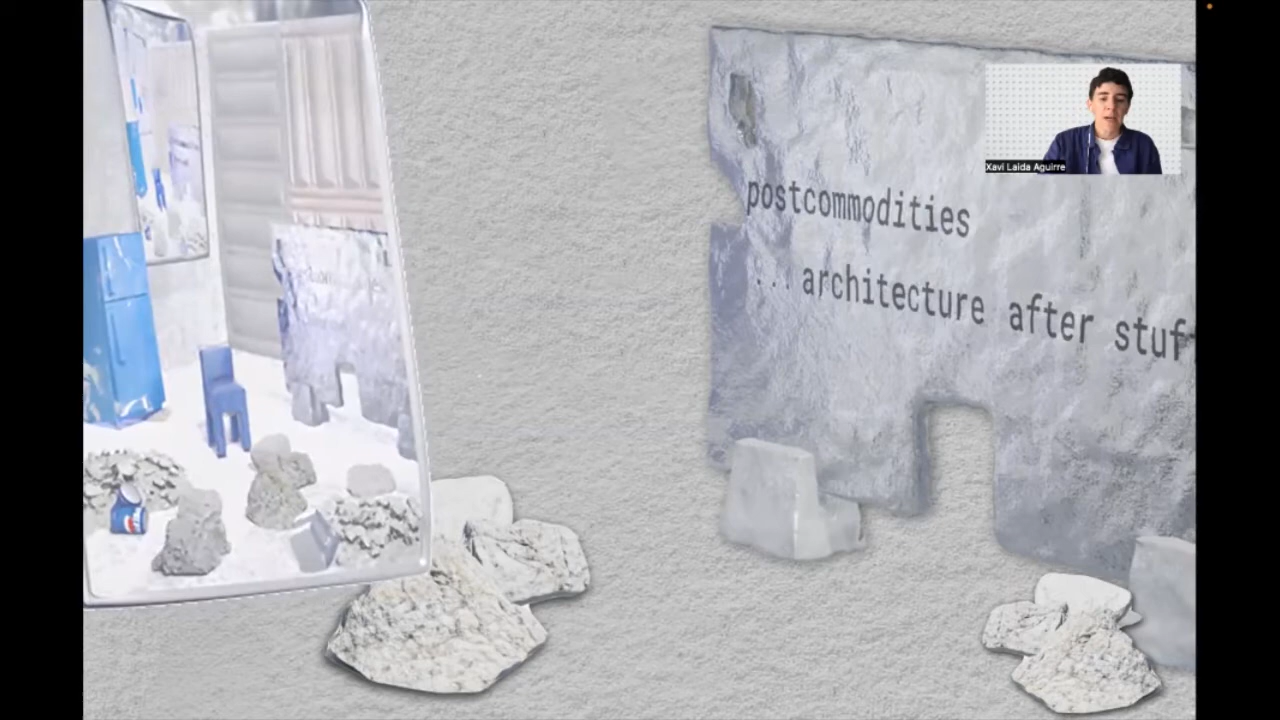 Xavi Laida Aguirre
postcommodities
... architecture after stuf